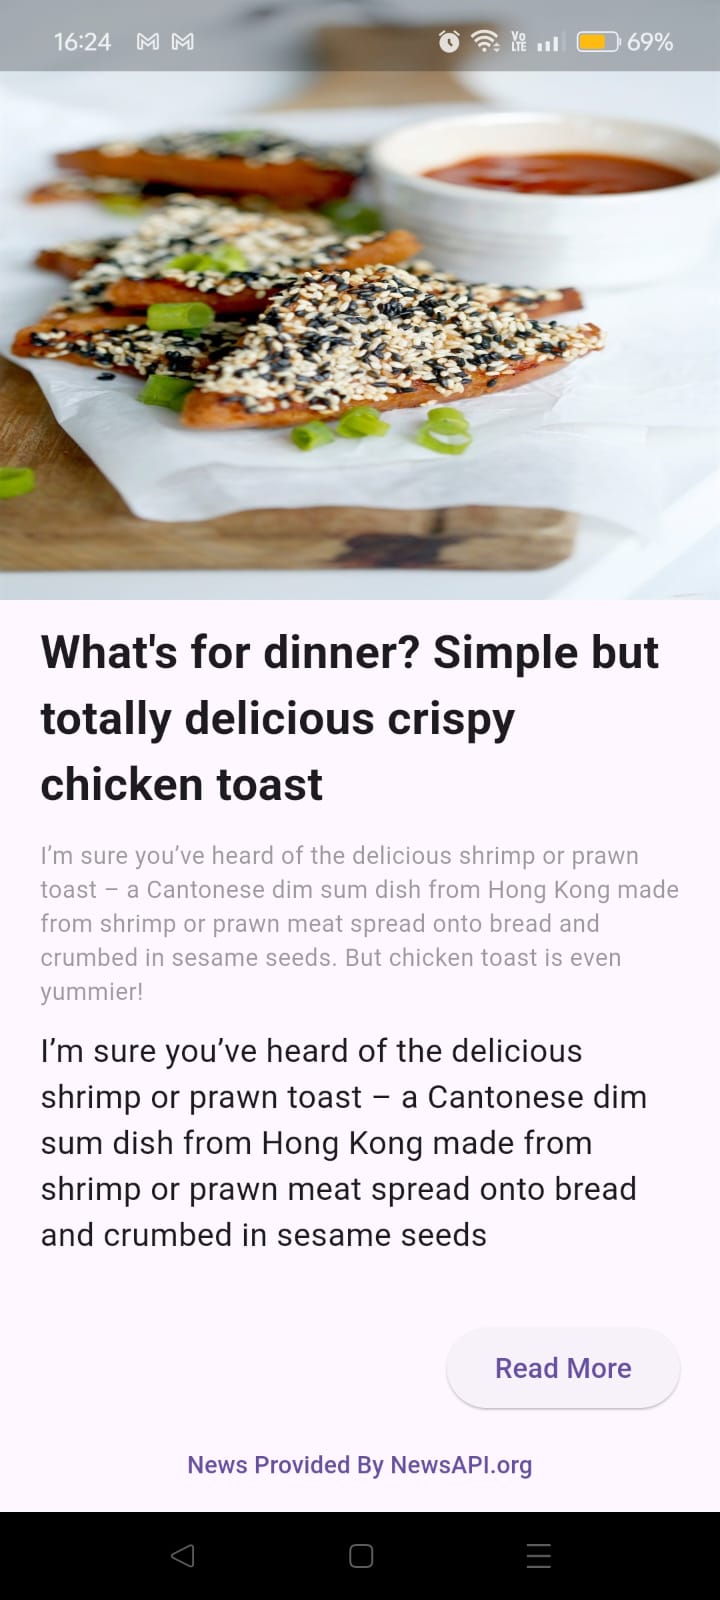 16:24
Vo
LTE
69%
What's for dinner? Simple but
totally delicious crispy
chicken toast
I’m sure you’ve heard of the delicious shrimp or prawn
toast – a Cantonese dim sum dish from Hong Kong made
from shrimp or prawn meat spread onto bread and
crumbed in sesame seeds. But chicken toast is even
yummier!
I’m sure you’ve heard of the delicious
shrimp or prawn toast – a Cantonese dim
sum dish from Hong Kong made from
shrimp or prawn meat spread onto bread
and crumbed in sesame seeds
Read More
News Provided By NewsAPI.org